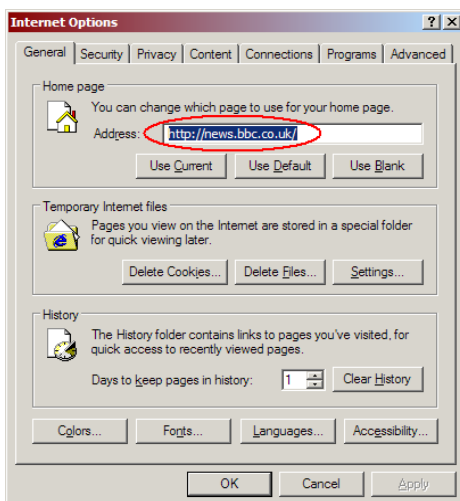 Internet Options
General Security Privacy Content Connections Programs Advanced
Home page
You can change which page to use for your home page.
Address: http://news.bbc.co.uk/
Use Current Use Default Use Blank
Temporary Internet files
Pages you view on the Internet are stored in a special folder
for quick viewing later.
Delete Cookies... Delete Files... Settings...
History
The History folder contains links to pages you've visited, for
quick access to recently viewed pages.
Days to keep pages in history: 1 Clear History
Colors... Fonts... Languages... Accessibility...
OK Cancel Apply